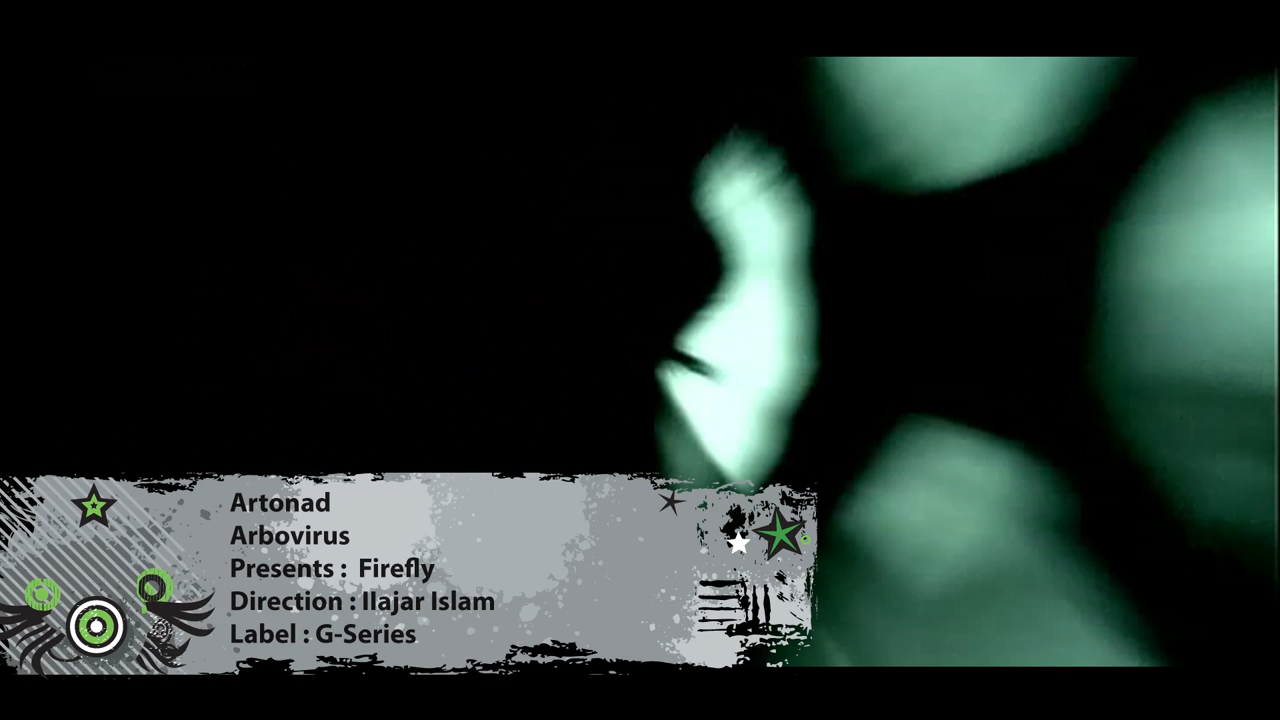 Artonad
Arbovirus
Presents : Firefly
Direction : Ilajar Islam
Label : G-Series